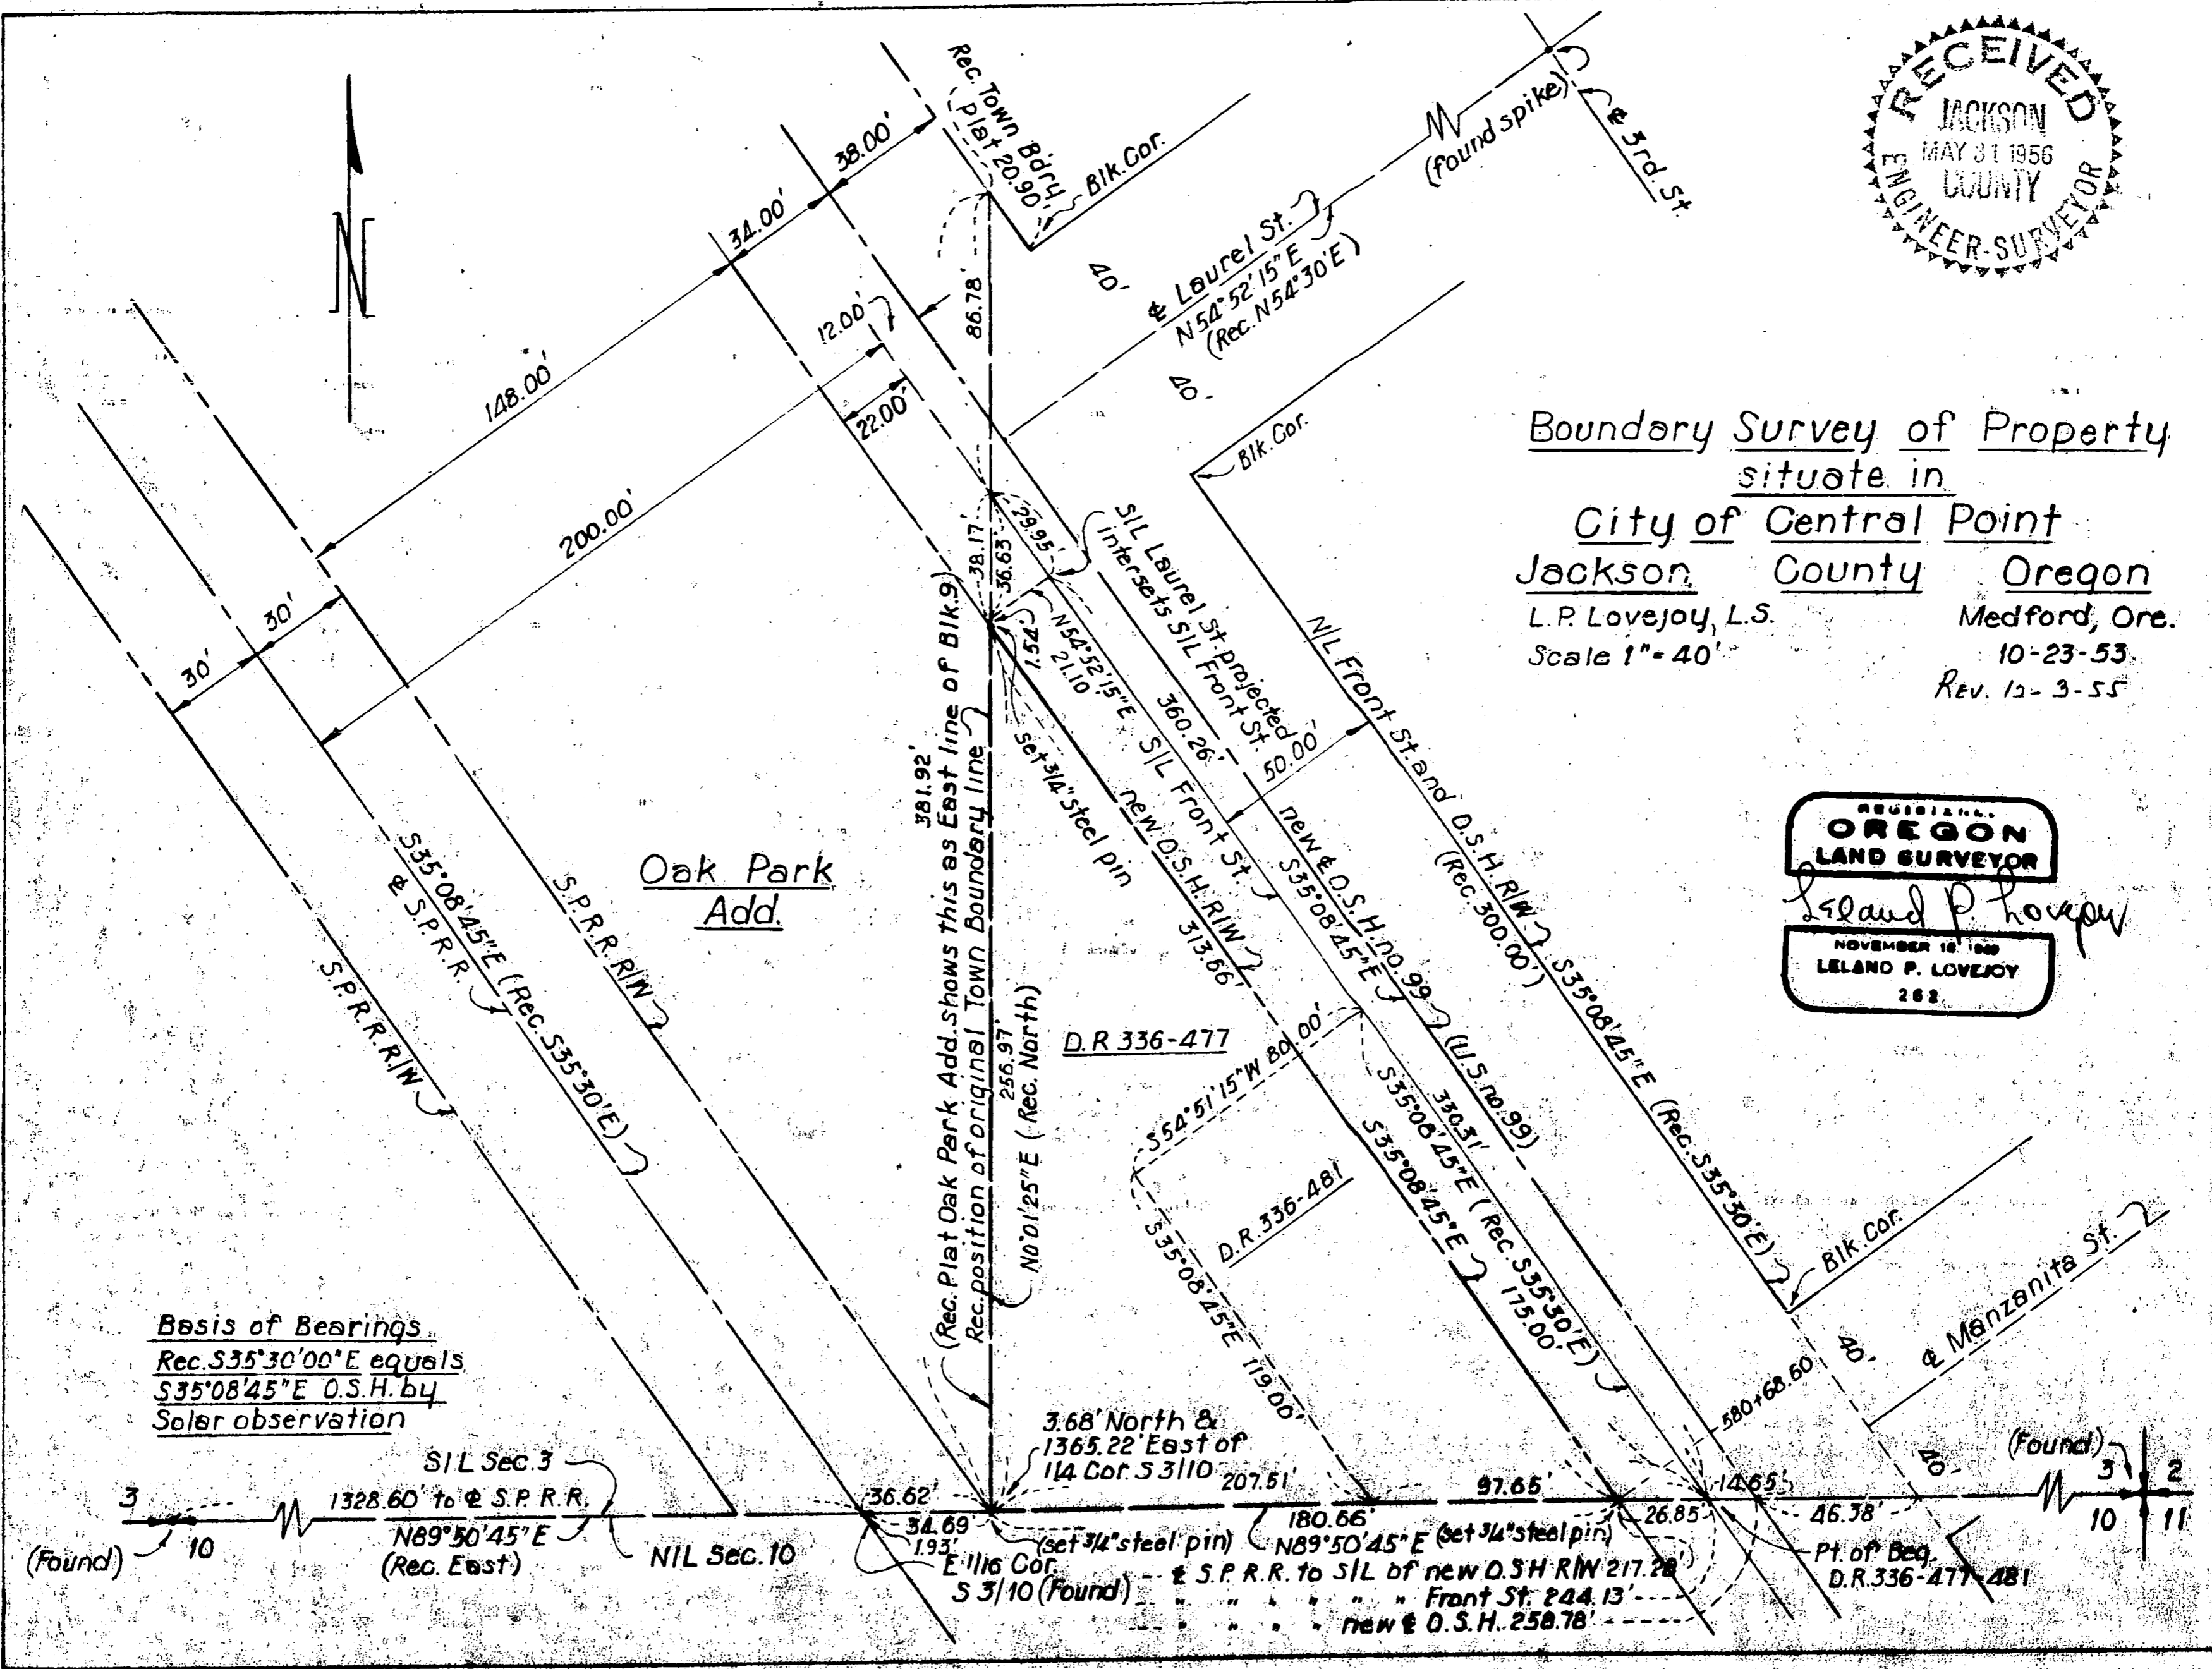 RECEIVED
JACKSON
MAY 31 1956
COUNTY
ENGINEER-SURVEYOR
Boundary Survey of Property
situate in
City of Central Point
Jackson County Oregon
L.P. Lovejoy, L.S. Medford, Ore.
Scale 1"=40' 10-23-53
Rev. 12-3-55
OREGON
LAND SURVEYOR
Leland P. Lovejoy
NOVEMBER
LELAND P. LOVEJOY
262
N
Rec. Town Bdry
(Plat 20.90'
Blk. Cor.
(found spike)
℄ 3rd. St.
38.00'
34.00'
148.00'
12.00'
22.00'
200.00'
30'
30'
86.78'
40'
℄ Laurel St.
N54°52'15"E
(Rec. N54°30'E)
40'
Blk. Cor.
38.17'
36.63'
29.95'
1.54'
N54°52'15"E
21.10
S/L Laurel St. projected
intersets S/L Front St.
360.26'
50.00'
S/L Front St.
set 3/4" steel pin
new O.S.H. R/W
313.66'
new ℄ O.S.H. no. 99 (U.S. no. 99)
S35°08'45"E
N/L Front St. and O.S.H. R/W
(Rec. 300.00')
S35°08'45"E (Rec. S35°30'E)
Oak Park
Add.
S.P.R.R. R/W
S35°08'45"E (Rec. S35°30'E)
℄ S.P.R.R.
S.P.R.R. R/W
381.92'
(Rec. Plat Oak Park Add. shows this as East line of Blk. 9)
Rec. position of original Town Boundary line
256.97'
N0°01'25"E (Rec. North)
D.R 336-477
S54°51'15"W 80.00'
S35°08'45"E 119.00'
D.R. 336-481
330.31'
S35°08'45"E (Rec. S35°30'E)
175.00'
S35°08'45"E
Blk. Cor.
℄ Manzanita St.
40'
40'
580+68.60
Basis of Bearings
Rec. S35°30'00"E equals
S35°08'45"E O.S.H. by
Solar observation
3.68' North &
1365.22' East of
1/4 Cor. S 3/10
S/L Sec. 3
1328.60' to ℄ S.P.R.R.
N89°50'45"E
(Rec. East)
N/L Sec. 10
3
10
(Found)
36.62'
34.69'
1.93'
E 1/16 Cor.
S 3/10 (Found)
207.51'
97.65'
180.66'
(set 3/4" steel pin)
N89°50'45"E (set 3/4" steel pin)
26.85'
14.65'
46.38'
Pt. of Beg.
D.R. 336-477-481
℄ S.P.R.R. to S/L of new O.S.H R/W 217.28'
" " " " " Front St. 244.13'
" " " " new ℄ O.S.H. 258.78'
(Found)
3 2
10 11